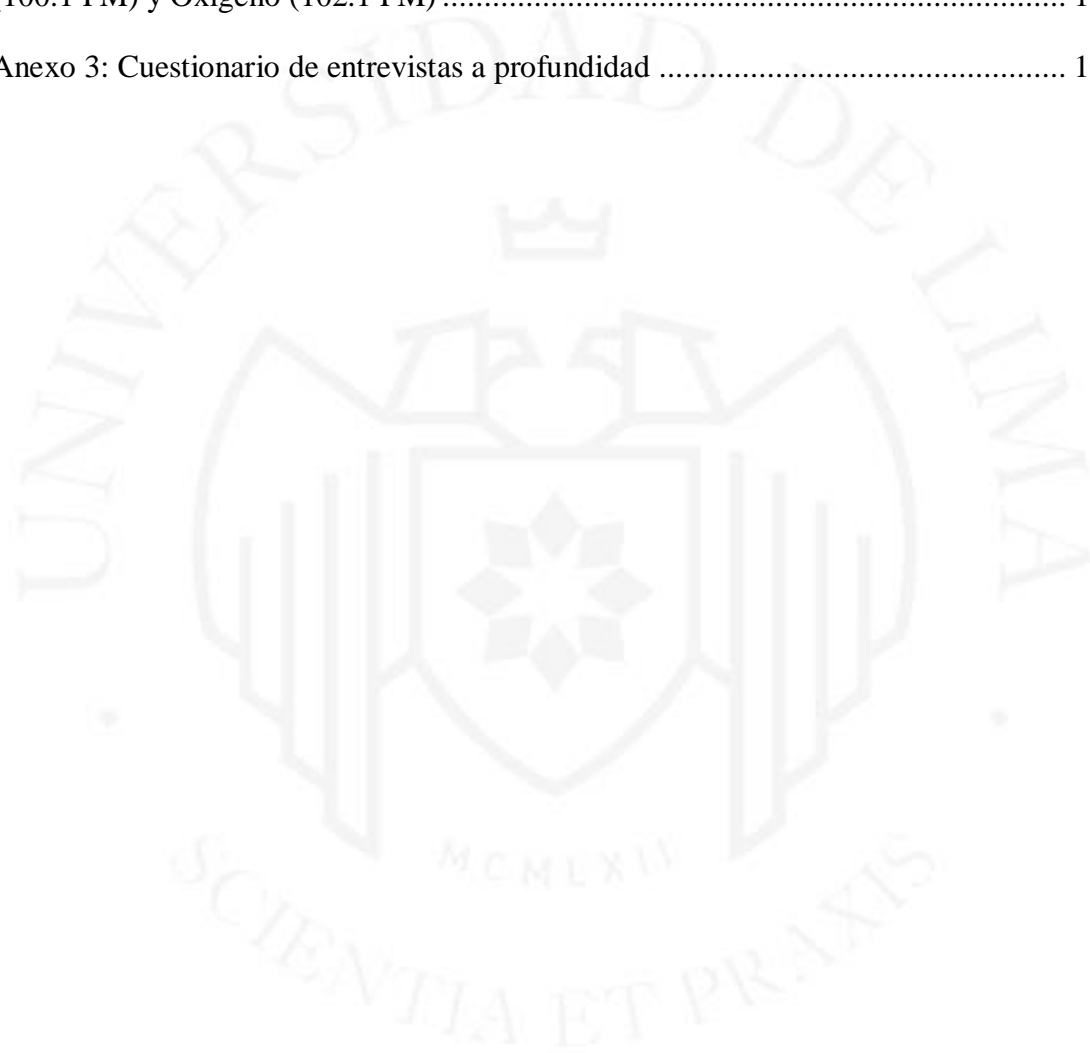 (100.1 FM) y Oxígeno (102.1 FM) ........................................................................................ 1
Anexo 3: Cuestionario de entrevistas a profundidad ......................................................... 1
UNIVERSIDAD DE LIMA
MCMLXII
SCIENTIA ET PRAXIS